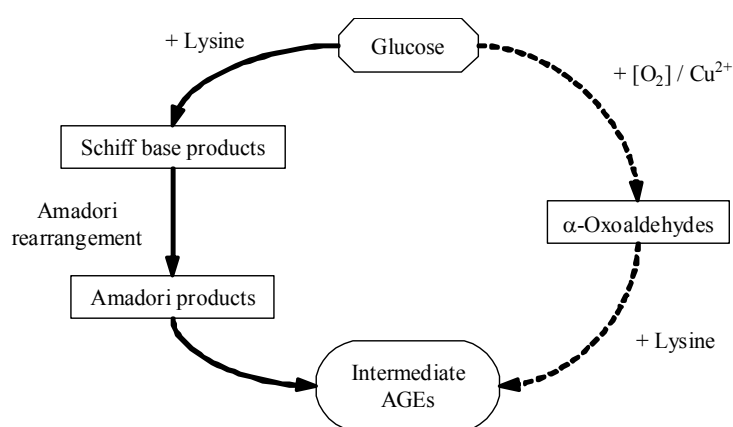 Glucose
+ Lysine
+ [O₂] / Cu²⁺
Schiff base products
Amadori
rearrangement
α-Oxoaldehydes
Amadori products
+ Lysine
Intermediate
AGEs